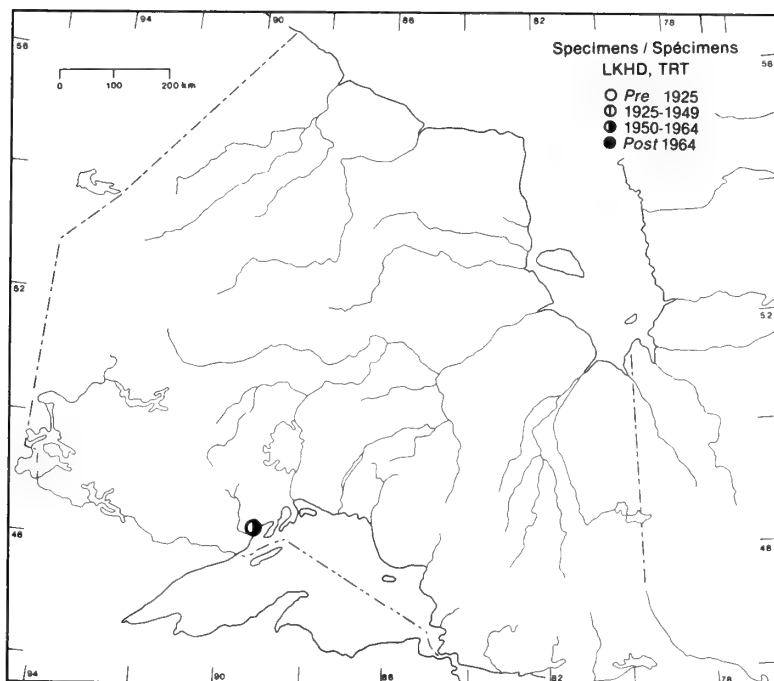 94 90 86 82 78
56 56
Specimens / Spécimens
LKHD, TRT
0 100 200 km
Pre 1925
1925-1949
1950-1964
Post 1964
52 52
48 48
94 90 86 82 78